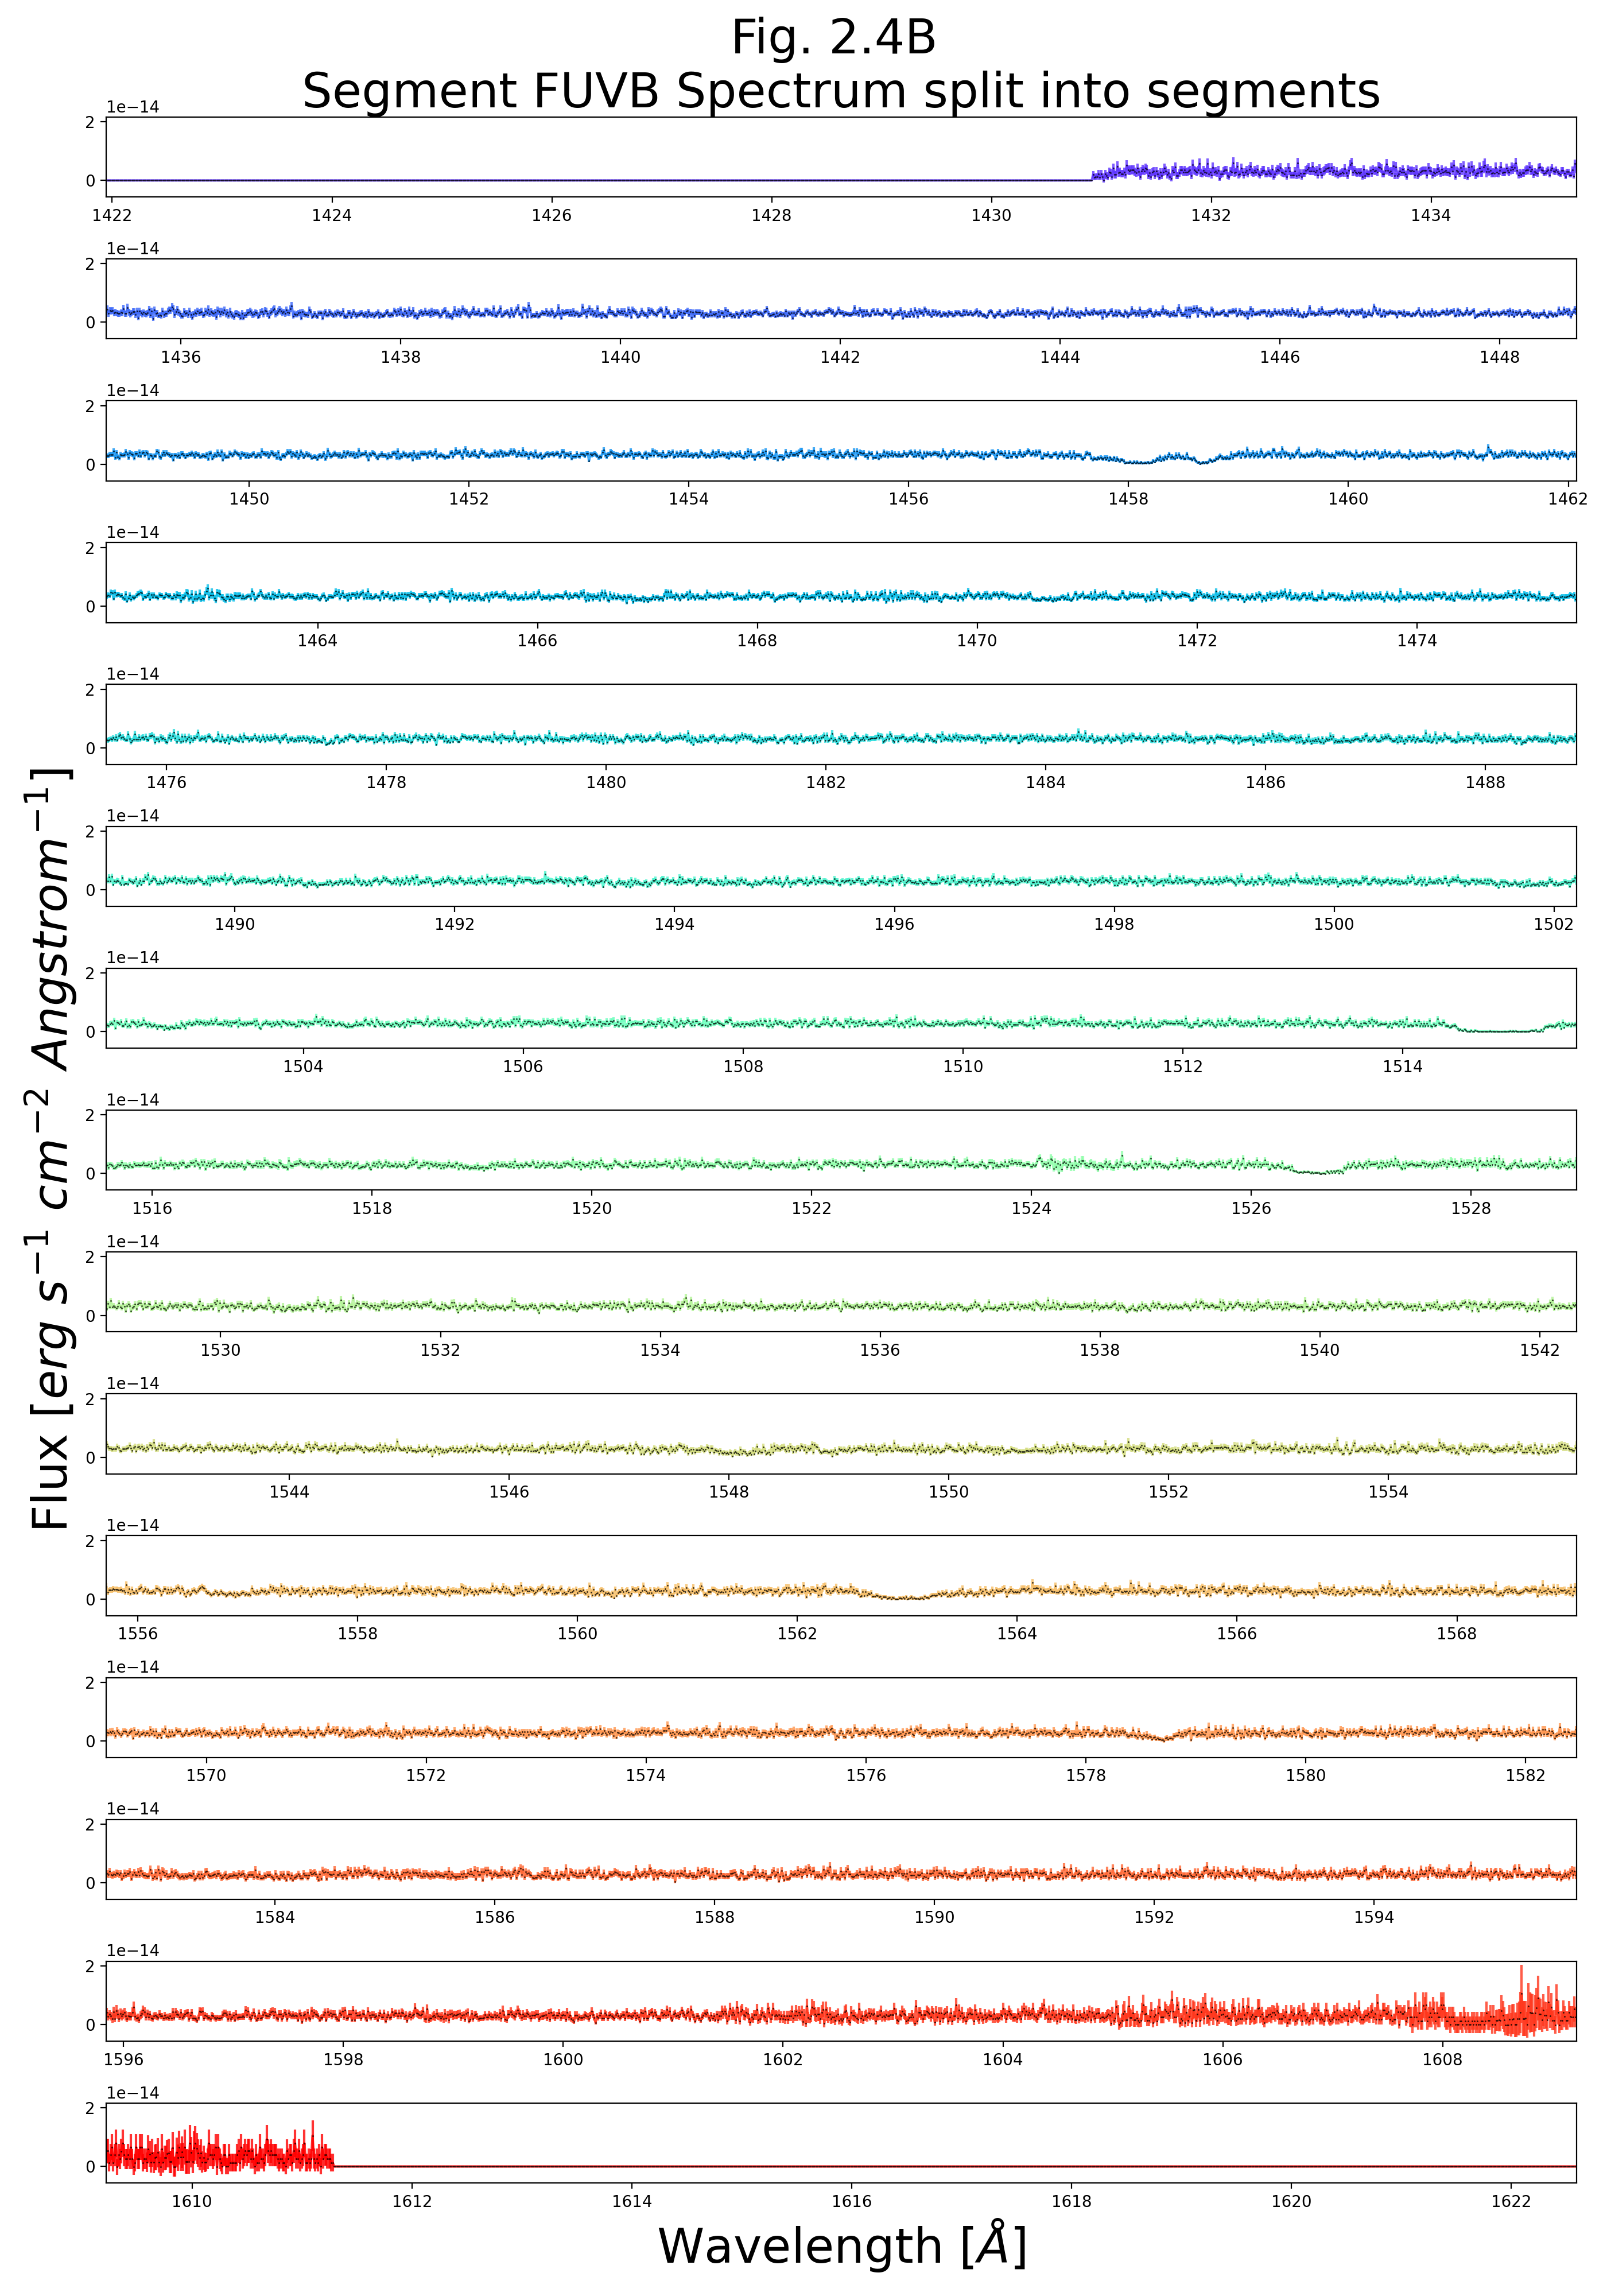 Fig. 2.4B
Segment FUVB Spectrum split into segments
1e−14
2
0
1422 1424 1426 1428 1430 1432 1434
1e−14
2
0
1436 1438 1440 1442 1444 1446 1448
1e−14
2
0
1450 1452 1454 1456 1458 1460 1462
1e−14
2
0
1464 1466 1468 1470 1472 1474
1e−14
2
0
1476 1478 1480 1482 1484 1486 1488
1e−14
2
0
1490 1492 1494 1496 1498 1500 1502
1e−14
2
0
1504 1506 1508 1510 1512 1514
1e−14
2
0
1516 1518 1520 1522 1524 1526 1528
1e−14
2
0
1530 1532 1534 1536 1538 1540 1542
1e−14
2
0
1544 1546 1548 1550 1552 1554
1e−14
2
0
1556 1558 1560 1562 1564 1566 1568
1e−14
2
0
1570 1572 1574 1576 1578 1580 1582
1e−14
2
0
1584 1586 1588 1590 1592 1594
1e−14
2
0
1596 1598 1600 1602 1604 1606 1608
1e−14
2
0
1610 1612 1614 1616 1618 1620 1622
Flux [erg s⁻¹ cm⁻² Angstrom⁻¹]
Wavelength [Å]